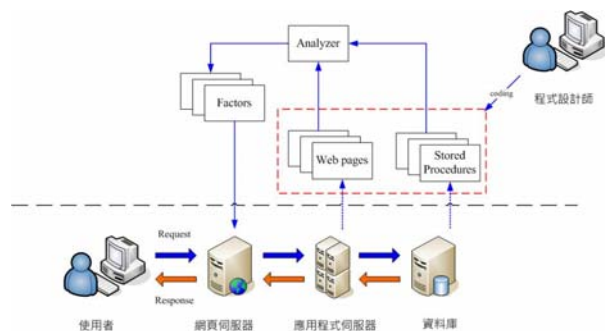 Analyzer
Factors
coding
程式設計師
Web pages
Stored
Procedures
Request
Response
使用者
網頁伺服器
應用程式伺服器
資料庫